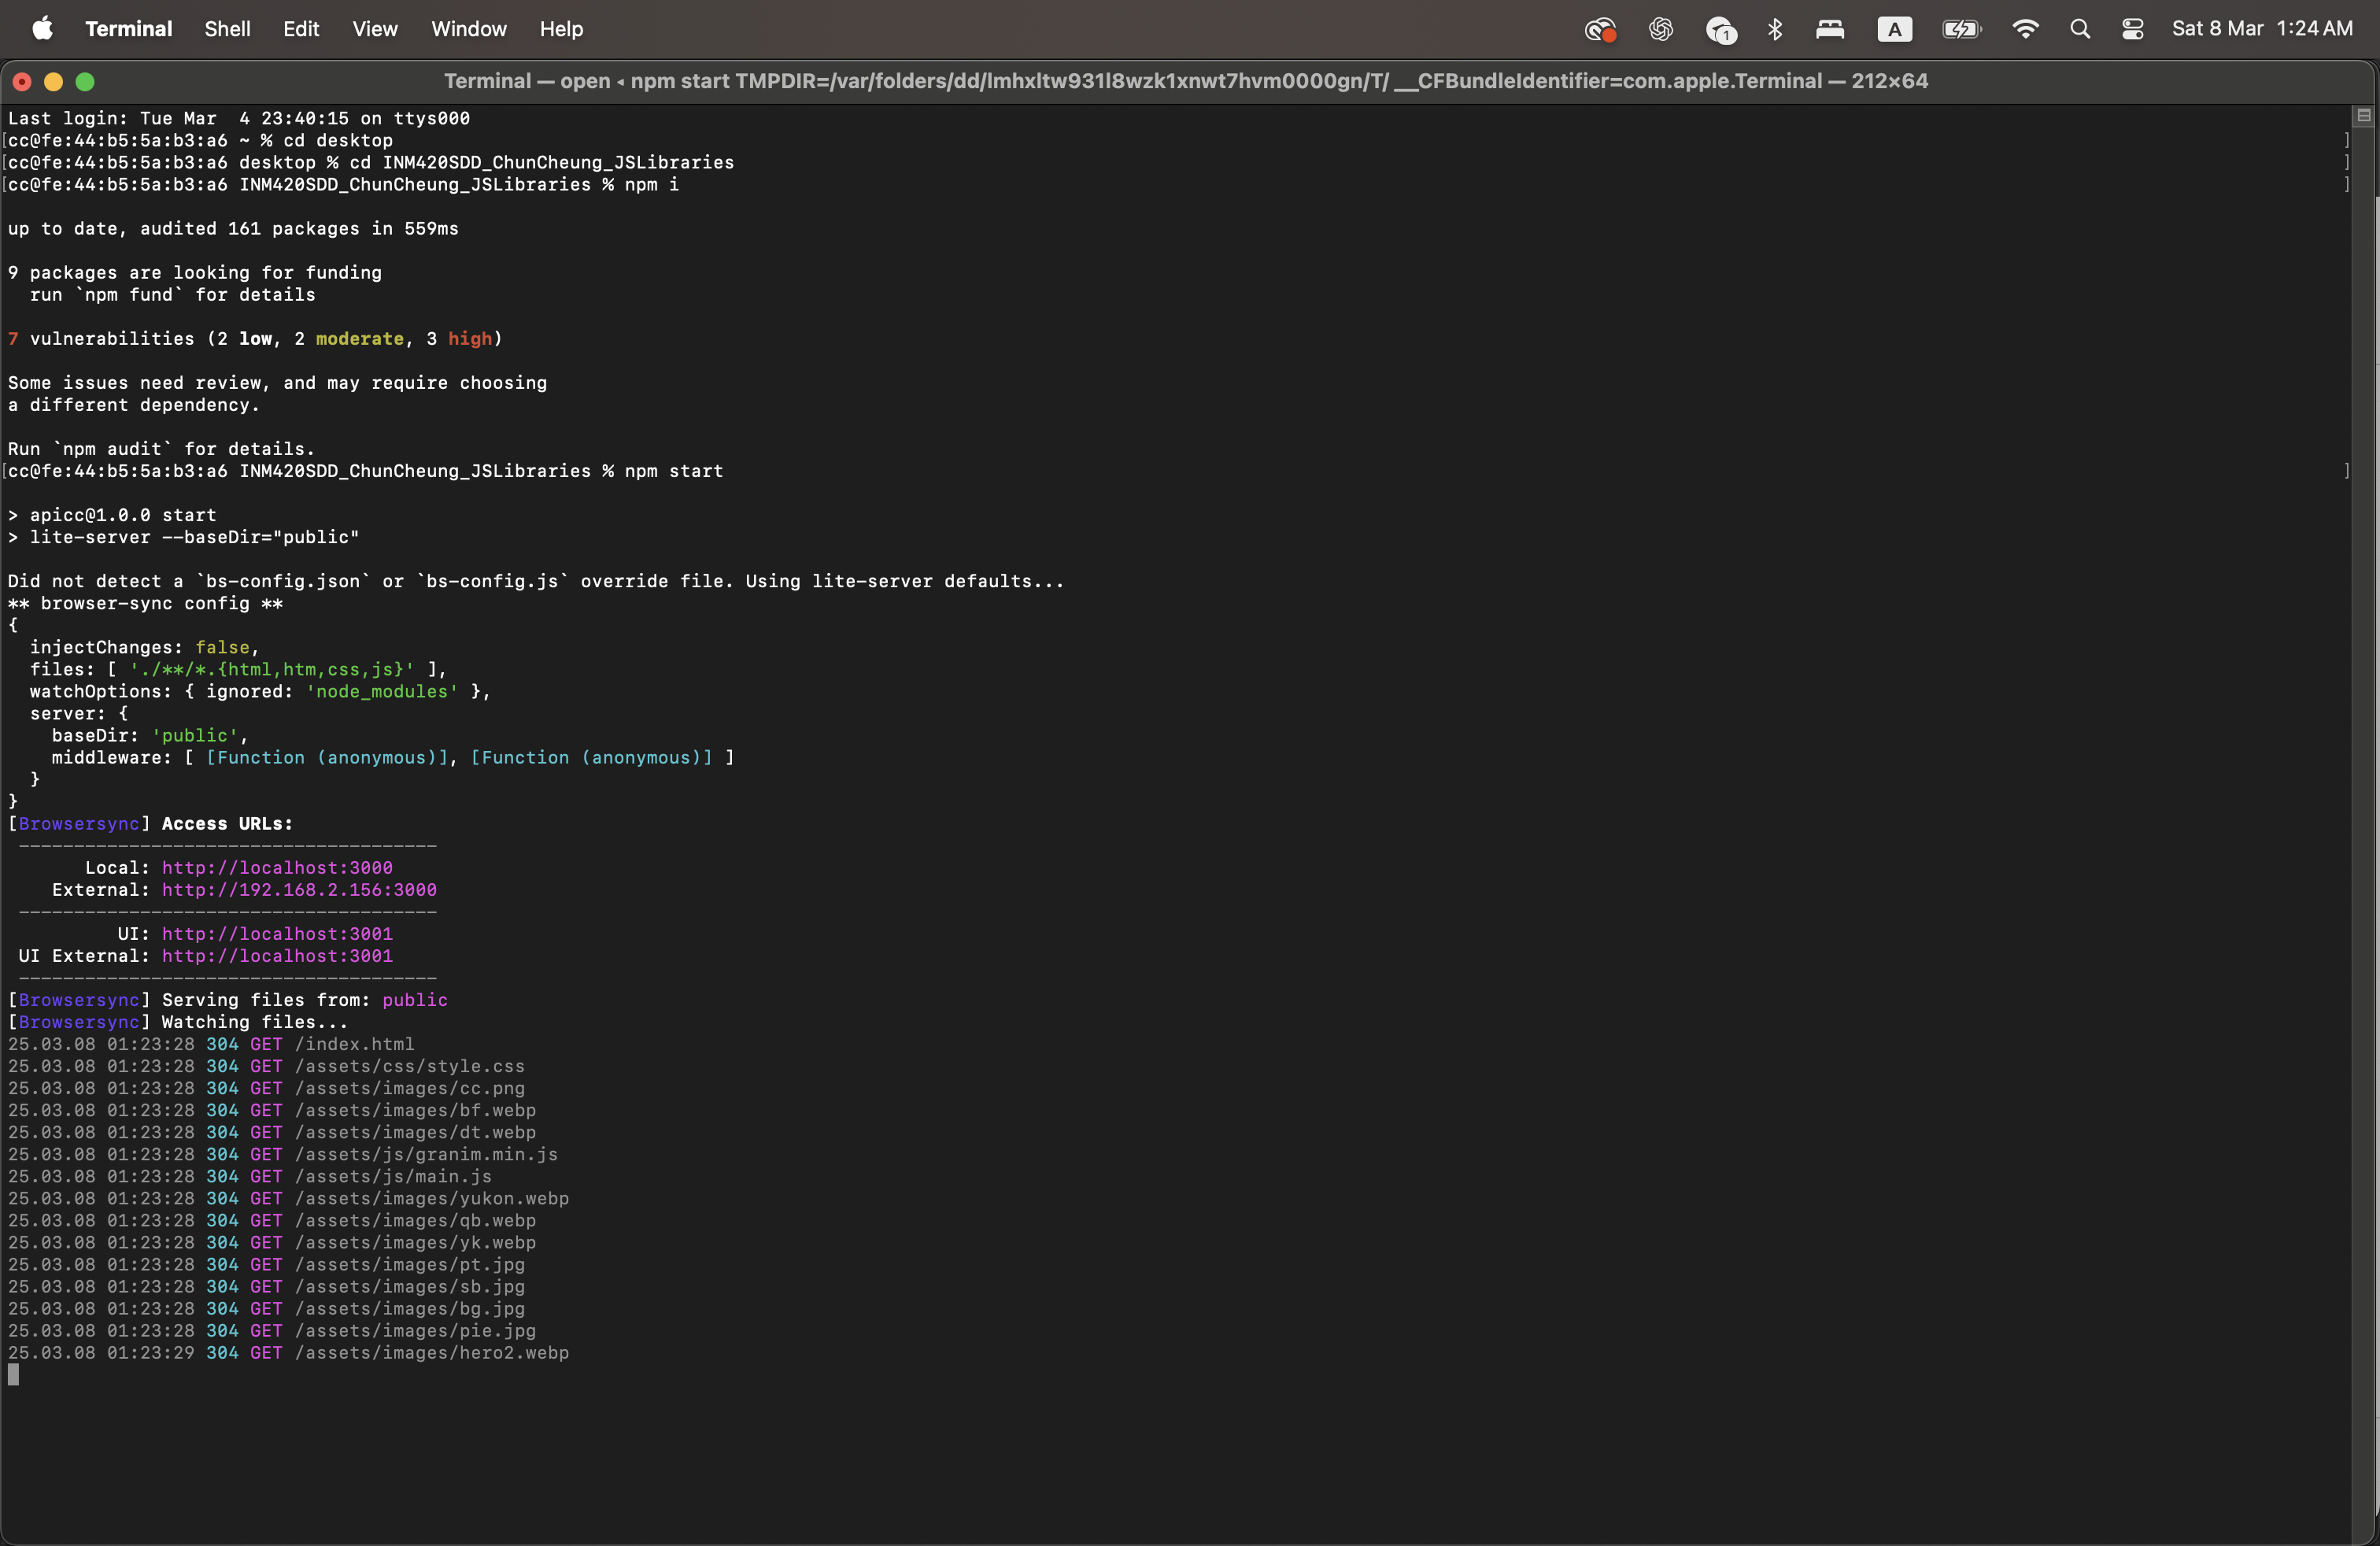 Terminal Shell Edit View Window Help 1 A Sat 8 Mar 1:24 AM
Terminal — open ◂ npm start TMPDIR=/var/folders/dd/lmhxltw931l8wzk1xnwt7hvm0000gn/T/ __CFBundleIdentifier=com.apple.Terminal — 212×64
Last login: Tue Mar  4 23:40:15 on ttys000
[cc@fe:44:b5:5a:b3:a6 ~ % cd desktop ]
[cc@fe:44:b5:5a:b3:a6 desktop % cd INM420SDD_ChunCheung_JSLibraries ]
[cc@fe:44:b5:5a:b3:a6 INM420SDD_ChunCheung_JSLibraries % npm i ]
up to date, audited 161 packages in 559ms
9 packages are looking for funding
  run `npm fund` for details
7 vulnerabilities (2 low, 2 moderate, 3 high)
Some issues need review, and may require choosing
a different dependency.
Run `npm audit` for details.
[cc@fe:44:b5:5a:b3:a6 INM420SDD_ChunCheung_JSLibraries % npm start ]
> apicc@1.0.0 start
> lite-server --baseDir="public"
Did not detect a `bs-config.json` or `bs-config.js` override file. Using lite-server defaults...
** browser-sync config **
{
  injectChanges: false,
  files: [ './**/*.{html,htm,css,js}' ],
  watchOptions: { ignored: 'node_modules' },
  server: {
    baseDir: 'public',
    middleware: [ [Function (anonymous)], [Function (anonymous)] ]
  }
}
[Browsersync] Access URLs:
 --------------------------------------
       Local: http://localhost:3000
    External: http://192.168.2.156:3000
 --------------------------------------
          UI: http://localhost:3001
 UI External: http://localhost:3001
 --------------------------------------
[Browsersync] Serving files from: public
[Browsersync] Watching files...
25.03.08 01:23:28 304 GET /index.html
25.03.08 01:23:28 304 GET /assets/css/style.css
25.03.08 01:23:28 304 GET /assets/images/cc.png
25.03.08 01:23:28 304 GET /assets/images/bf.webp
25.03.08 01:23:28 304 GET /assets/images/dt.webp
25.03.08 01:23:28 304 GET /assets/js/granim.min.js
25.03.08 01:23:28 304 GET /assets/js/main.js
25.03.08 01:23:28 304 GET /assets/images/yukon.webp
25.03.08 01:23:28 304 GET /assets/images/qb.webp
25.03.08 01:23:28 304 GET /assets/images/yk.webp
25.03.08 01:23:28 304 GET /assets/images/pt.jpg
25.03.08 01:23:28 304 GET /assets/images/sb.jpg
25.03.08 01:23:28 304 GET /assets/images/bg.jpg
25.03.08 01:23:28 304 GET /assets/images/pie.jpg
25.03.08 01:23:29 304 GET /assets/images/hero2.webp